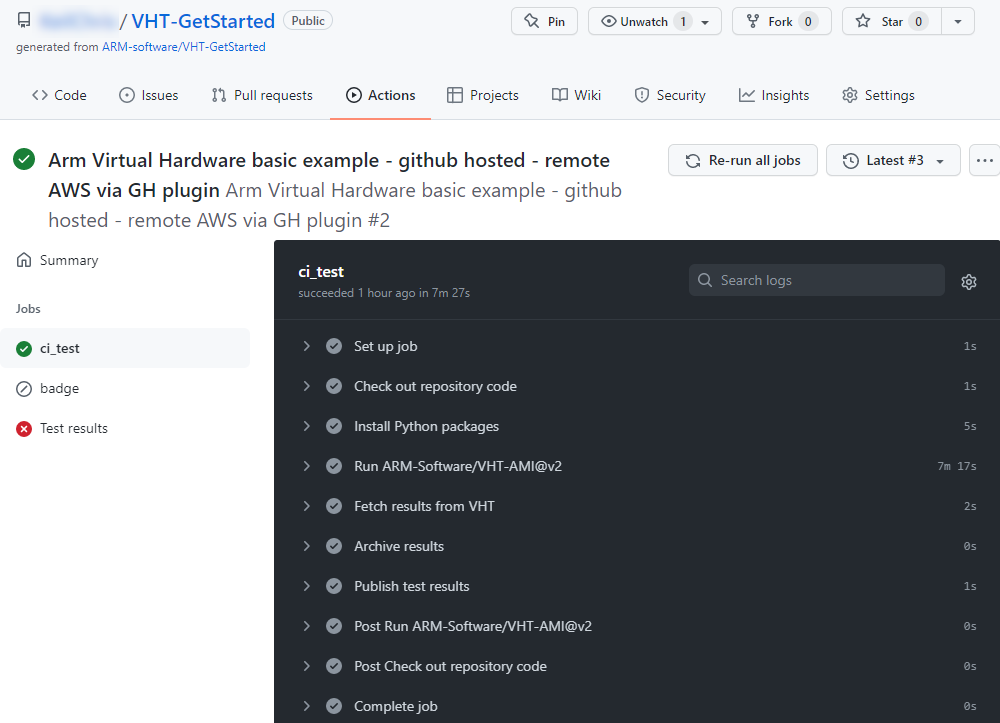 / VHT-GetStarted Public
Pin
Unwatch 1
Fork 0
Star 0
generated from ARM-software/VHT-GetStarted
Code
Issues
Pull requests
Actions
Projects
Wiki
Security
Insights
Settings
Arm Virtual Hardware basic example - github hosted - remote
AWS via GH plugin Arm Virtual Hardware basic example - github
hosted - remote AWS via GH plugin #2
Re-run all jobs
Latest #3
...
Summary
Jobs
ci_test
badge
Test results
ci_test
succeeded 1 hour ago in 7m 27s
Search logs
Set up job 1s
Check out repository code 1s
Install Python packages 5s
Run ARM-Software/VHT-AMI@v2 7m 17s
Fetch results from VHT 2s
Archive results 0s
Publish test results 1s
Post Run ARM-Software/VHT-AMI@v2 0s
Post Check out repository code 0s
Complete job 0s